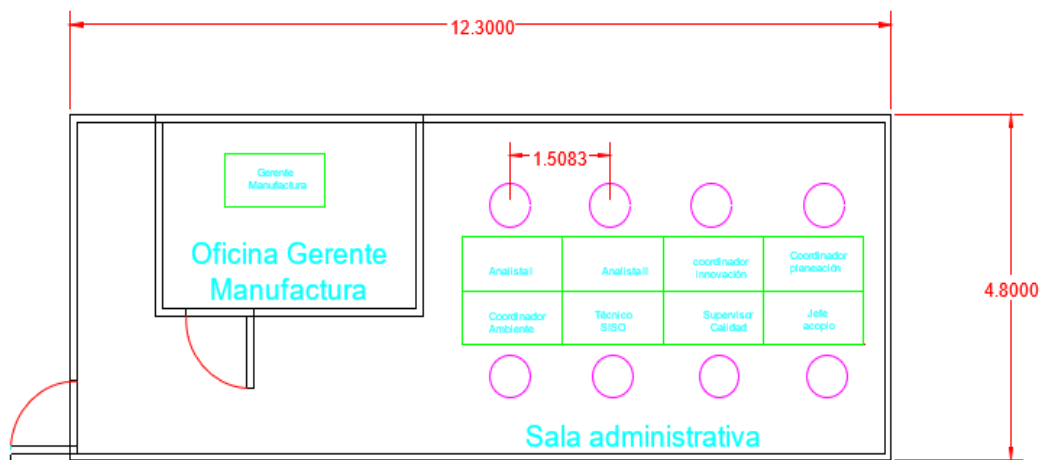 12.3000
1.5083
Gerente
Manufactura
Oficina Gerente
Manufactura
Analista I
Analista II
coordinador
innovación
Coordinador
planeación
4.8000
Coordinador
Ambiente
Técnico
SISO
Supervisor
Calidad
Jefe
acopio
Sala administrativa